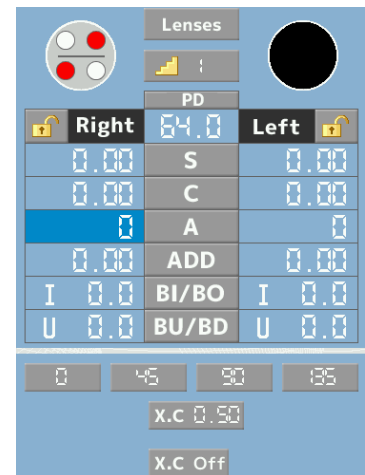 Lenses
PD
Right 64.0 Left
0.00 S 0.00
0.00 C 0.00
0 A 0
0.00 ADD 0.00
I 0.0 BI/BO I 0.0
U 0.0 BU/BD U 0.0
0 45 90 135
X.C 0.50
X.C Off